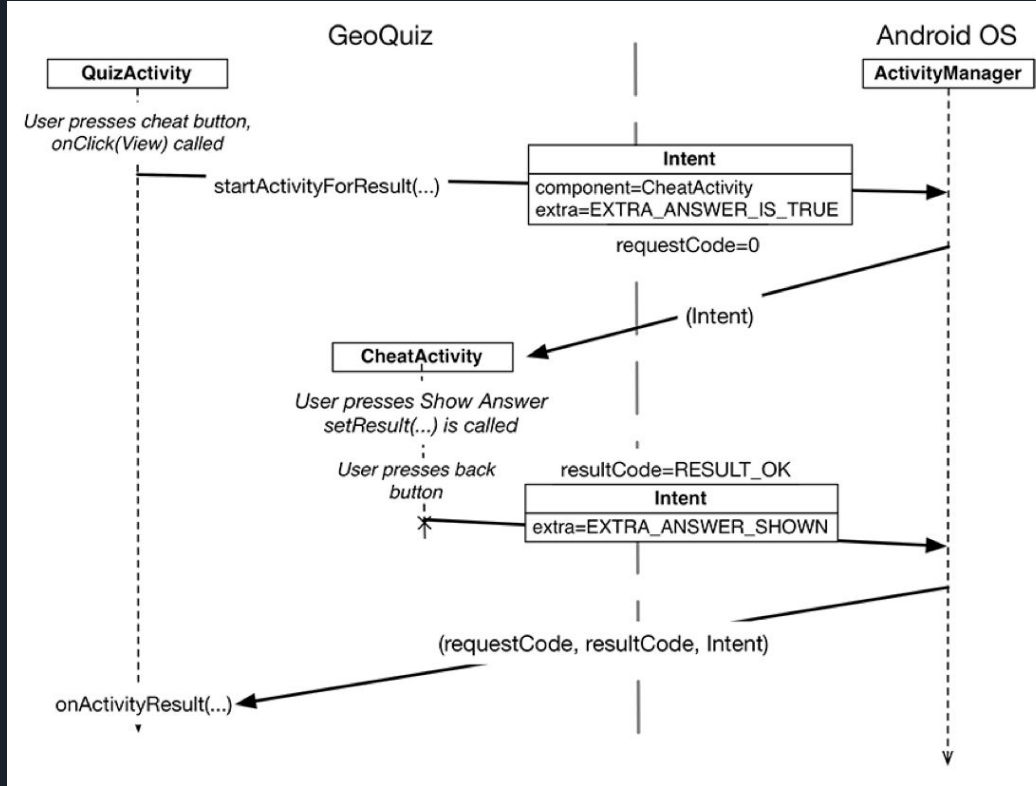 GeoQuiz
Android OS
QuizActivity
ActivityManager
User presses cheat button,
onClick(View) called
startActivityForResult(...)
Intent
component=CheatActivity
extra=EXTRA_ANSWER_IS_TRUE
requestCode=0
(Intent)
CheatActivity
User presses Show Answer
setResult(...) is called
User presses back
button
resultCode=RESULT_OK
Intent
extra=EXTRA_ANSWER_SHOWN
(requestCode, resultCode, Intent)
onActivityResult(...)